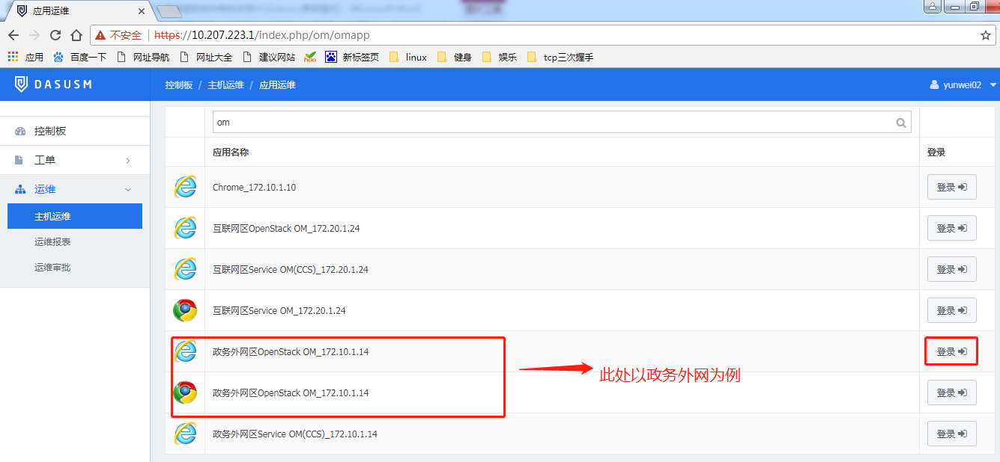 应用运维
不安全 https://10.207.223.1/index.php/om/omapp
应用 百度一下 网址导航 网址大全 建议网站 hao 新标签页 linux 健身 娱乐 tcp三次握手
DASUSM 控制板 / 主机运维 / 应用运维 yunwei02
om
控制板
工单
运维
主机运维
运维报表
运维审批
应用名称 登录
Chrome_172.10.1.10 登录
互联网区OpenStack OM_172.20.1.24 登录
互联网区Service OM(CCS)_172.20.1.24 登录
互联网区Service OM_172.20.1.24 登录
政务外网区OpenStack OM_172.10.1.14 登录
此处以政务外网为例
政务外网区OpenStack OM_172.10.1.14 登录
政务外网区Service OM(CCS)_172.10.1.14 登录